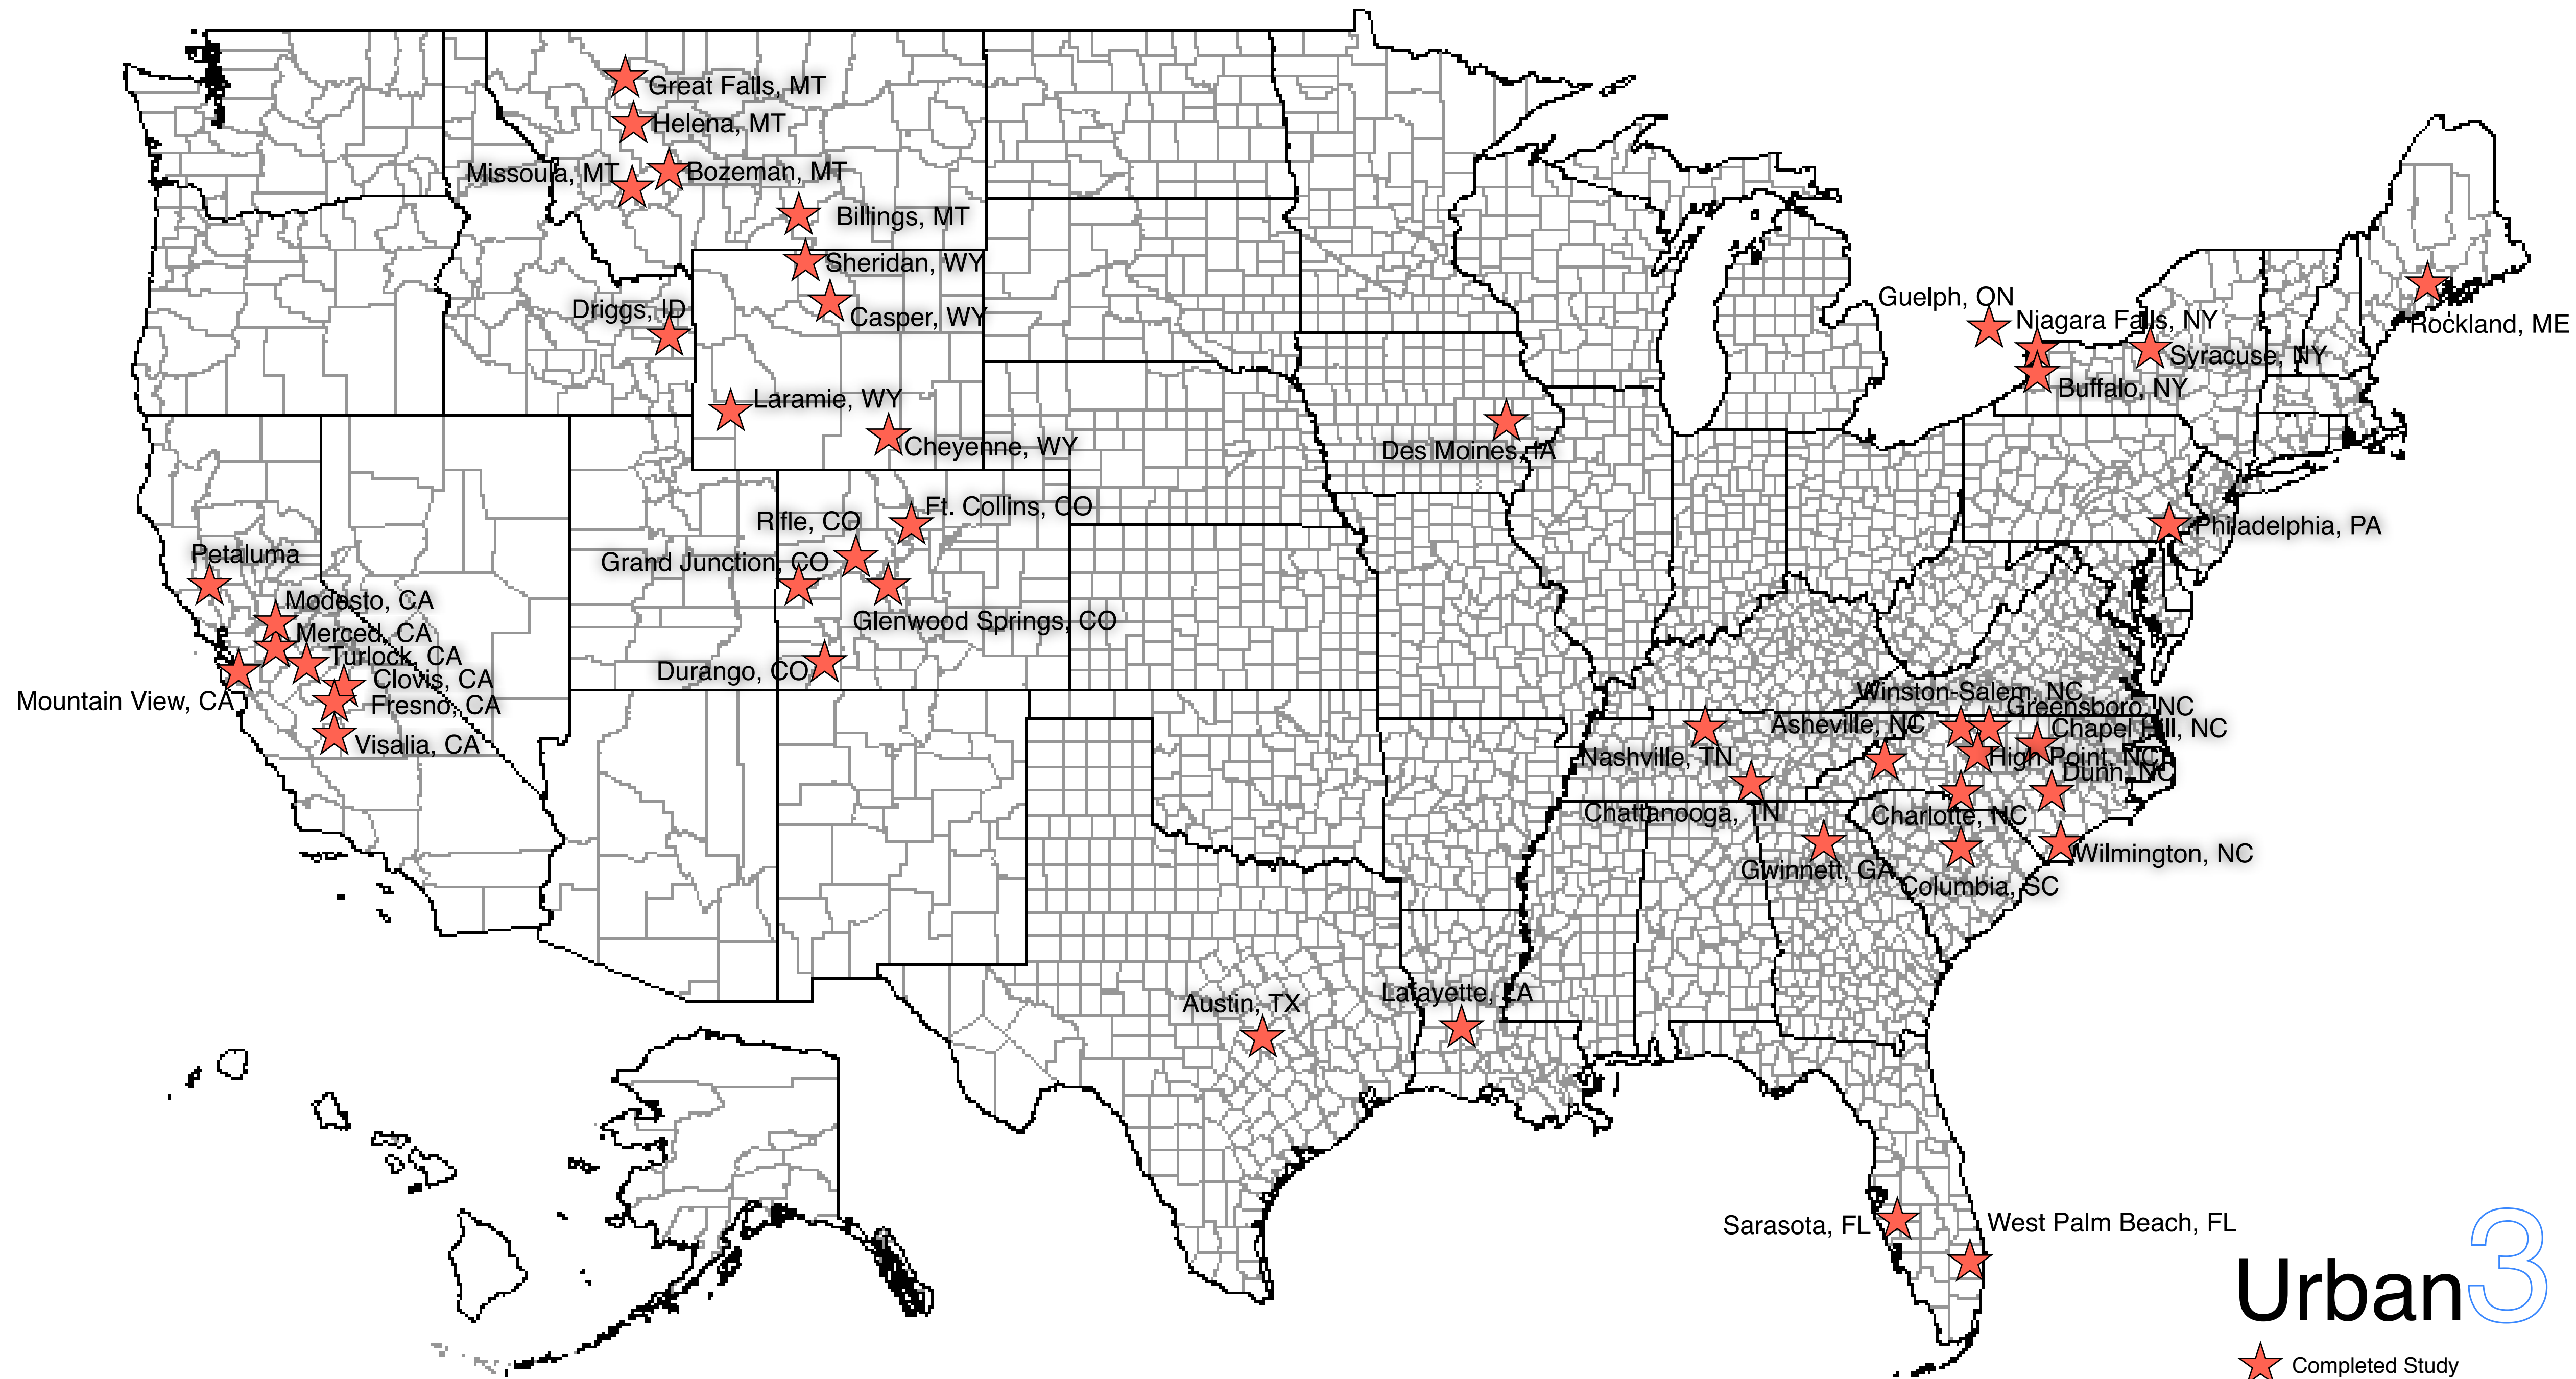 Great Falls, MT
Helena, MT
Missoula, MT
Bozeman, MT
Billings, MT
Sheridan, WY
Driggs, ID
Casper, WY
Guelph, ON
Niagara Falls, NY
Rockland, ME
Syracuse, NY
Buffalo, NY
Laramie, WY
Cheyenne, WY
Des Moines, IA
Ft. Collins, CO
Rifle, CO
Philadelphia, PA
Petaluma
Grand Junction, CO
Modesto, CA
Glenwood Springs, CO
Merced, CA
Turlock, CA
Durango, CO
Clovis, CA
Mountain View, CA
Fresno, CA
Winston-Salem, NC
Greensboro, NC
Asheville, NC
Chapel Hill, NC
Visalia, CA
Nashville, TN
High Point, NC
Dunn, NC
Chattanooga, TN
Charlotte, NC
Wilmington, NC
Gwinnett, GA
Columbia, SC
Austin, TX
Lafayette, LA
Sarasota, FL
West Palm Beach, FL
Urban3
Completed Study